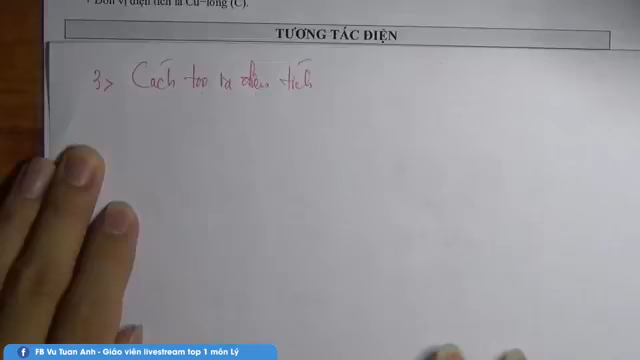 + Đơn vị điện tích là Cu–lông (C).
TƯƠNG TÁC ĐIỆN
3> Cách tạo ra điện tích
FB Vu Tuan Anh - Giáo viên livestream top 1 môn Lý